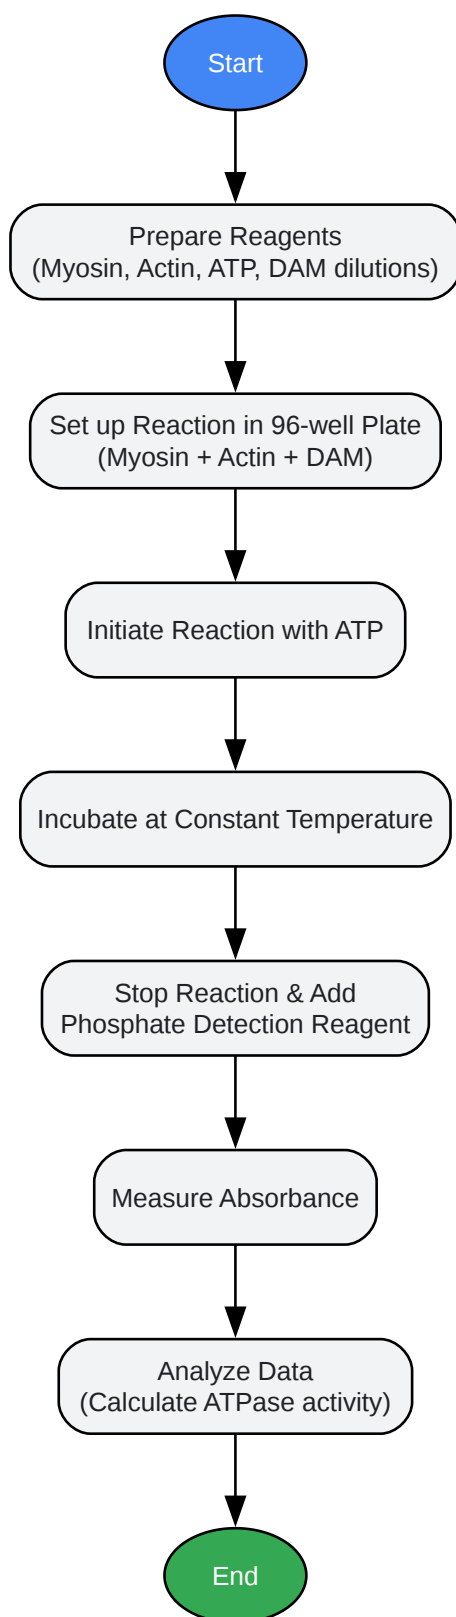 Start
Prepare Reagents
(Myosin, Actin, ATP, DAM dilutions)
Set up Reaction in 96-well Plate
(Myosin + Actin + DAM)
Initiate Reaction with ATP
Incubate at Constant Temperature
Stop Reaction & Add
Phosphate Detection Reagent
Measure Absorbance
Analyze Data
(Calculate ATPase activity)
End